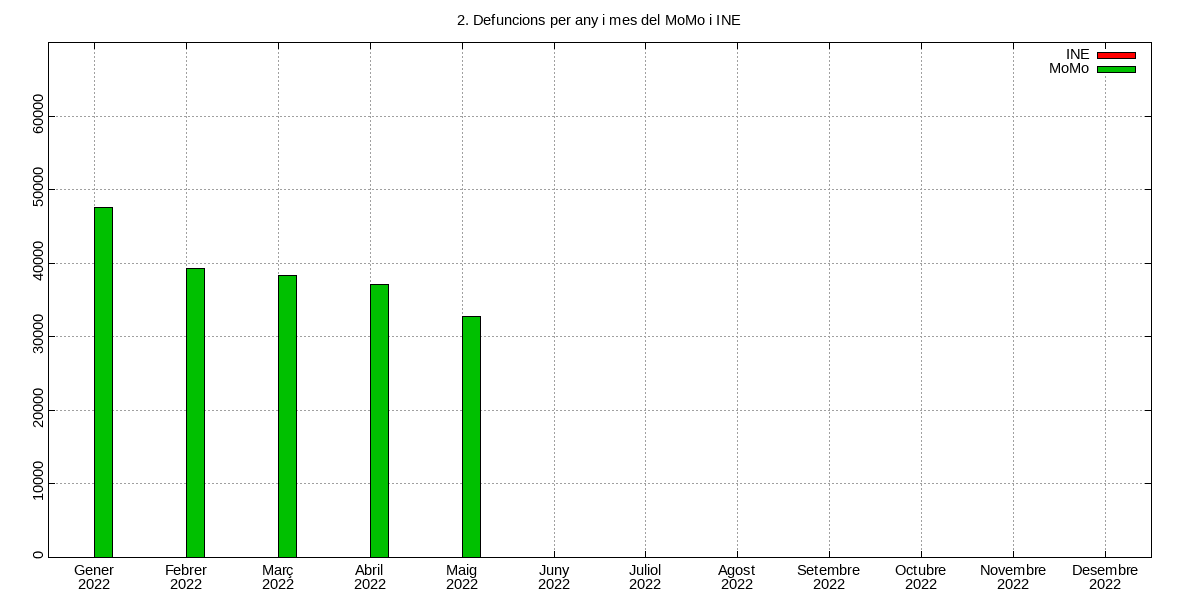 2. Defuncions per any i mes del MoMo i INE
INE
MoMo
60000
50000
40000
30000
20000
10000
0
Gener Febrer Març Abril Maig Juny Juliol Agost Setembre Octubre Novembre Desembre
2022 2022 2022 2022 2022 2022 2022 2022 2022 2022 2022 2022